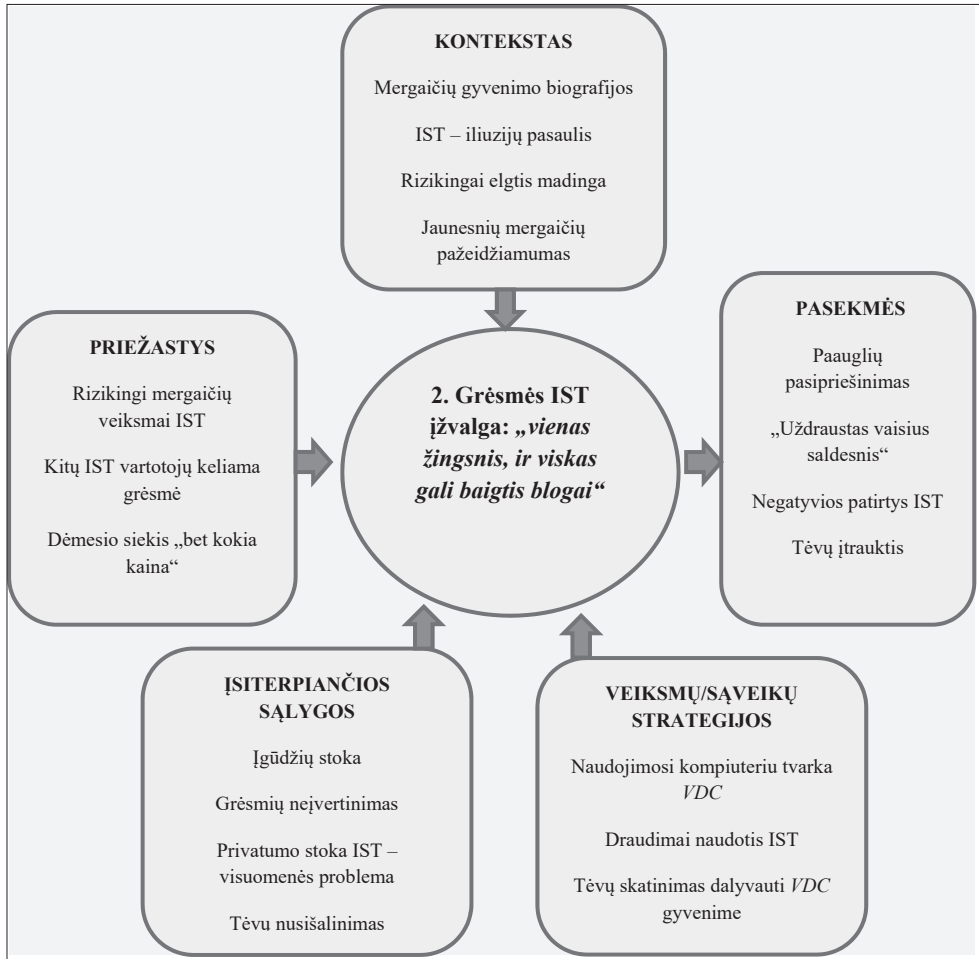 KONTEKSTAS
Mergaičių gyvenimo biografijos
IST – iliuzijų pasaulis
Rizikingai elgtis madinga
Jaunesnių mergaičių
pažeidžiamumas
PRIEŽASTYS
Rizikingi mergaičių
veiksmai IST
Kitų IST vartotojų keliama
grėsmė
Dėmesio siekis „bet kokia
kaina“
2. Grėsmės IST
įžvalga: „vienas
žingsnis, ir viskas
gali baigtis blogai“
PASEKMĖS
Paauglių
pasipriešinimas
„Uždraustas vaisius
saldesnis“
Negatyvios patirtys IST
Tėvų įtrauktis
ĮSITERPIANČIOS
SĄLYGOS
Įgūdžių stoka
Grėsmių neįvertinimas
Privatumo stoka IST –
visuomenės problema
Tėvų nusišalinimas
VEIKSMŲ/SĄVEIKŲ
STRATEGIJOS
Naudojimosi kompiuteriu tvarka
VDC
Draudimai naudotis IST
Tėvų skatinimas dalyvauti VDC
gyvenime